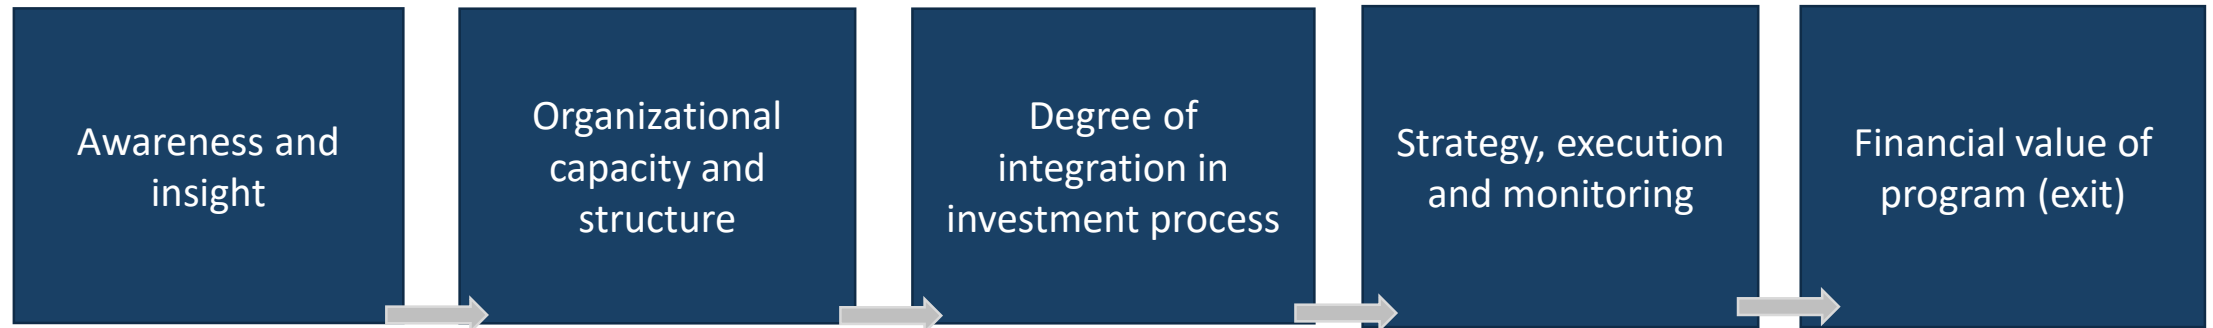 Awareness and
insight
Organizational
capacity and
structure
Degree of
integration in
investment process
Strategy, execution
and monitoring
Financial value of
program (exit)